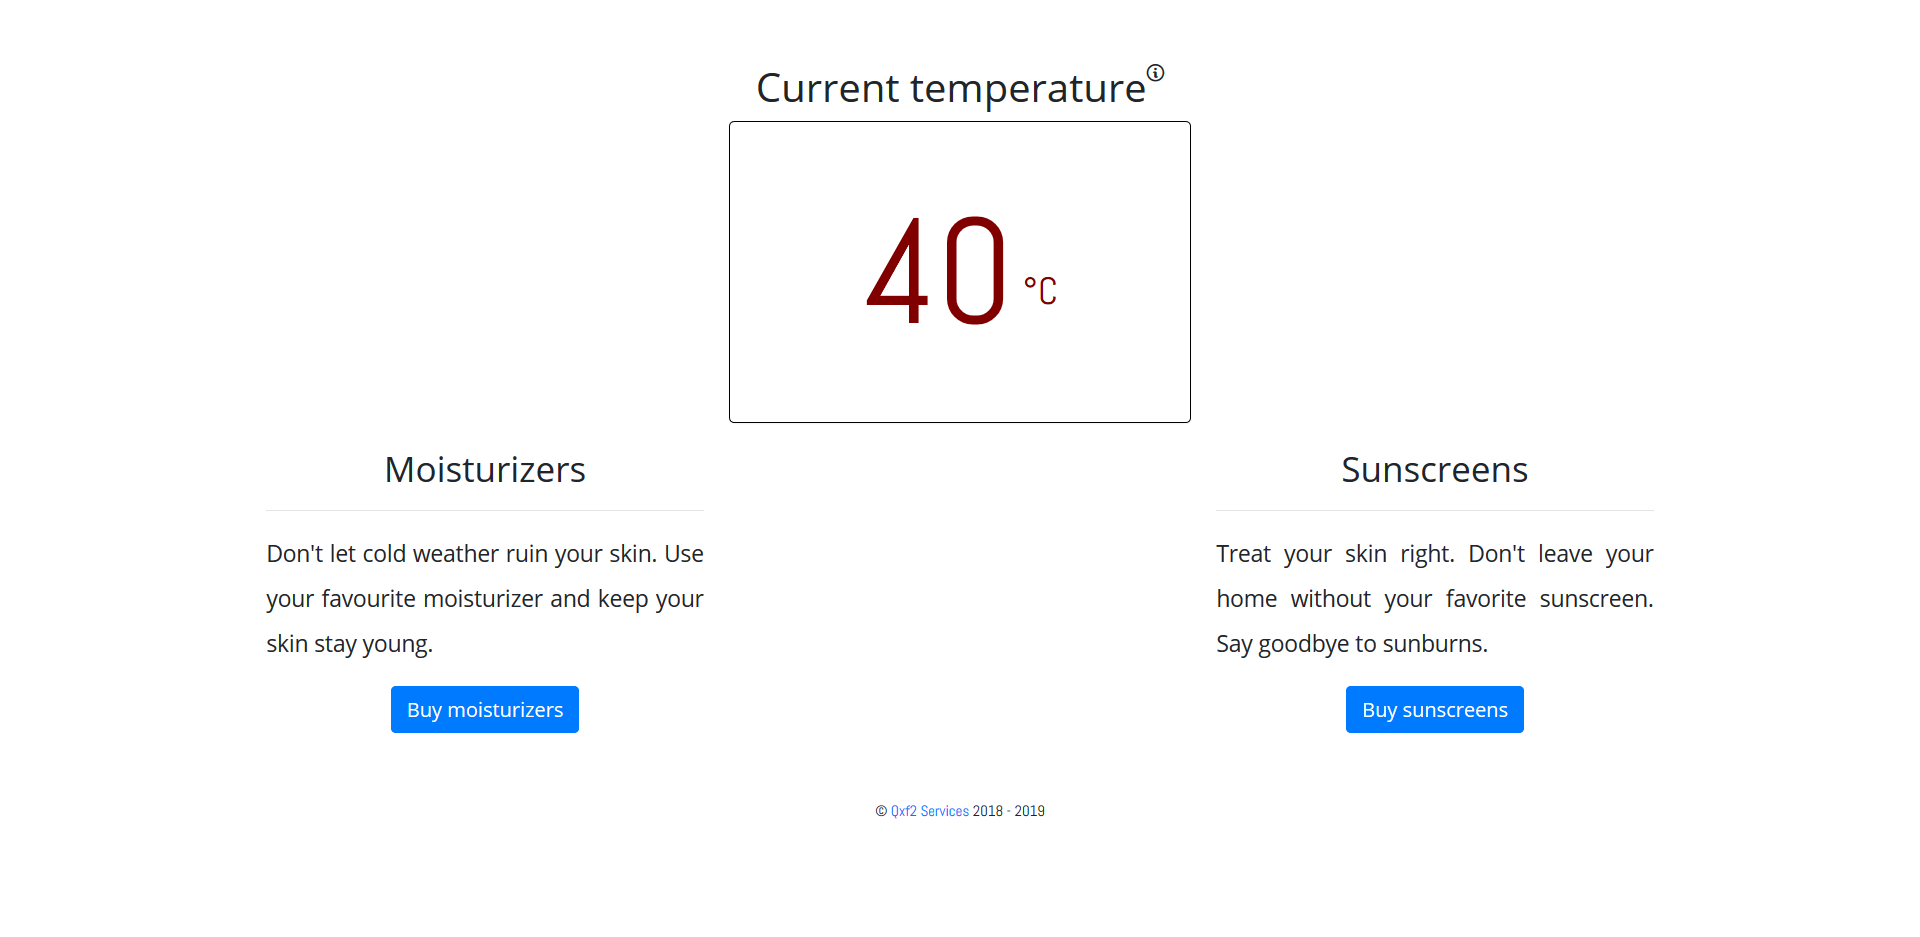 Current temperature
40 °C
Moisturizers
Don't let cold weather ruin your skin. Use
your favourite moisturizer and keep your
skin stay young.
Buy moisturizers
Sunscreens
Treat your skin right. Don't leave your
home without your favorite sunscreen.
Say goodbye to sunburns.
Buy sunscreens
© Qxf2 Services 2018 - 2019